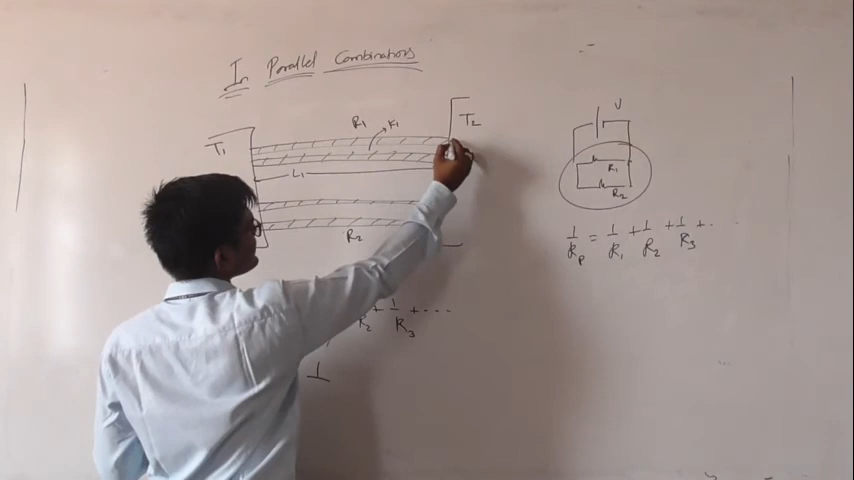 In Parallel Combinations
T₁
R₁
K₁
T₂
L₁
R₂
R₂ + 1/R₃ + ....
1
V
R₁
R₂
1/Rₚ = 1/R₁ + 1/R₂ + 1/R₃ + ...